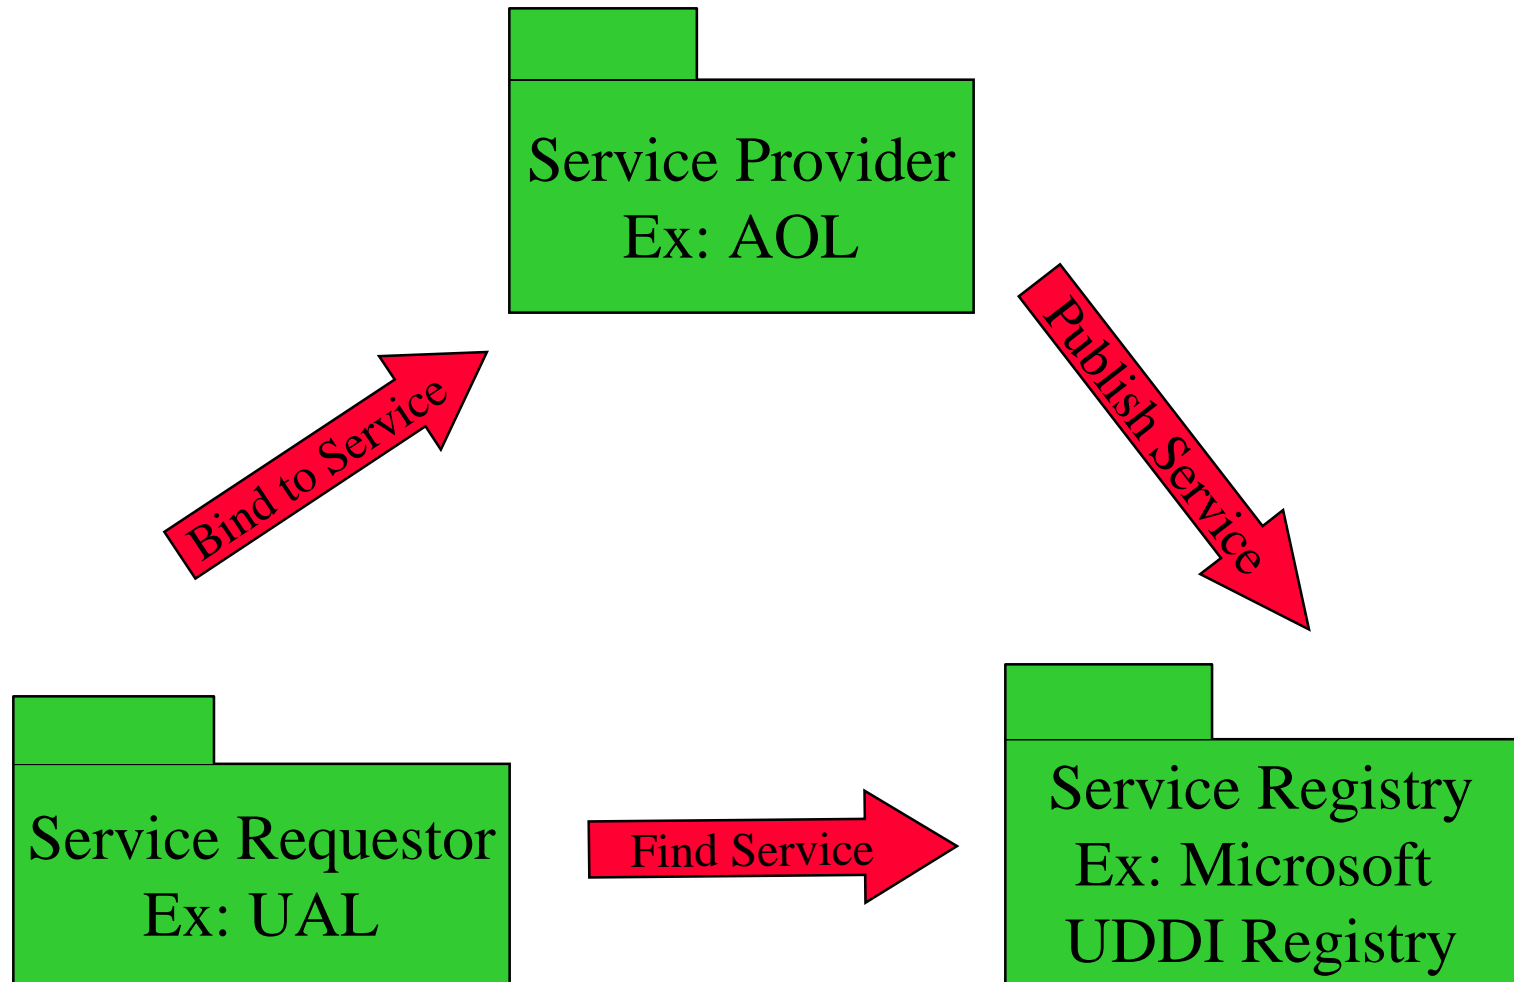 Service Provider
Ex: AOL
Publish Service
Bind to Service
Service Requestor
Ex: UAL
Find Service
Service Registry
Ex: Microsoft
UDDI Registry